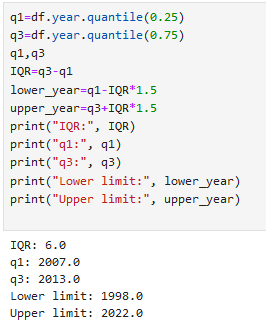 q1=df.year.quantile(0.25)
q3=df.year.quantile(0.75)
q1,q3
IQR=q3-q1
lower_year=q1-IQR*1.5
upper_year=q3+IQR*1.5
print("IQR:", IQR)
print("q1:", q1)
print("q3:", q3)
print("Lower limit:", lower_year)
print("Upper limit:", upper_year)
IQR: 6.0
q1: 2007.0
q3: 2013.0
Lower limit: 1998.0
Upper limit: 2022.0